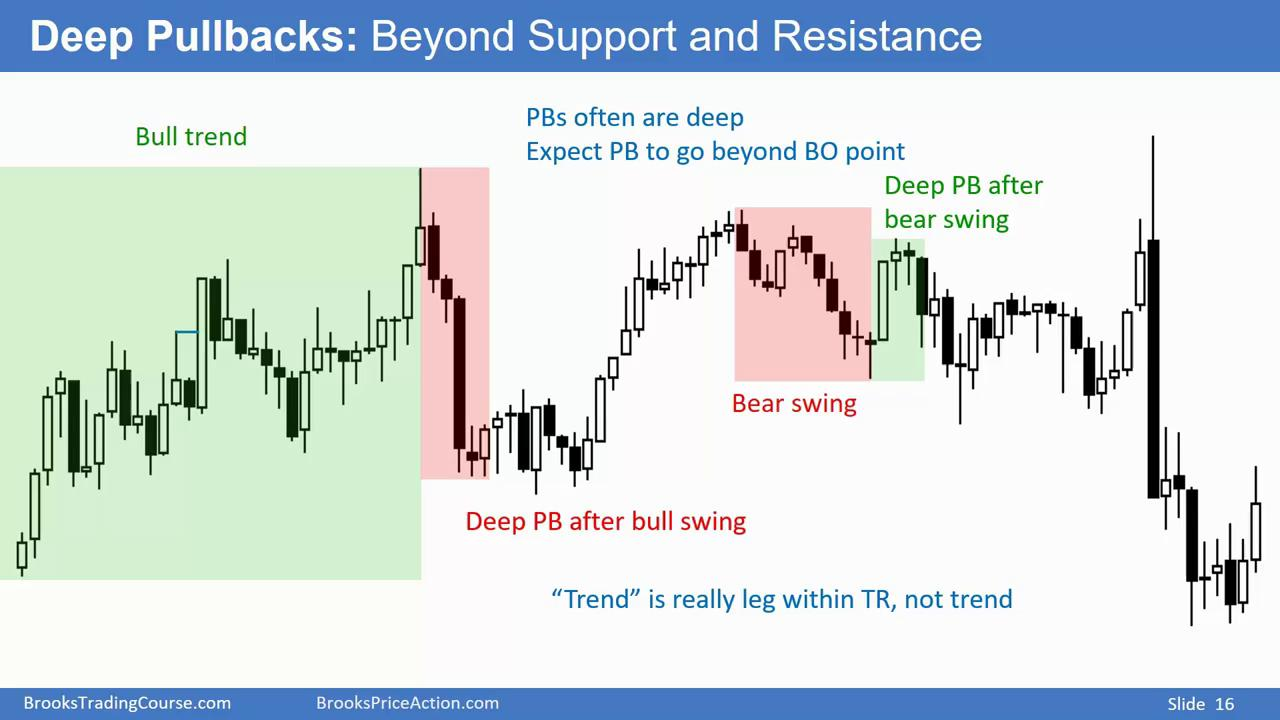 Deep Pullbacks: Beyond Support and Resistance
Bull trend
PBs often are deep
Expect PB to go beyond BO point
Deep PB after
bear swing
Bear swing
Deep PB after bull swing
“Trend” is really leg within TR, not trend
BrooksTradingCourse.com
BrooksPriceAction.com
Slide 16